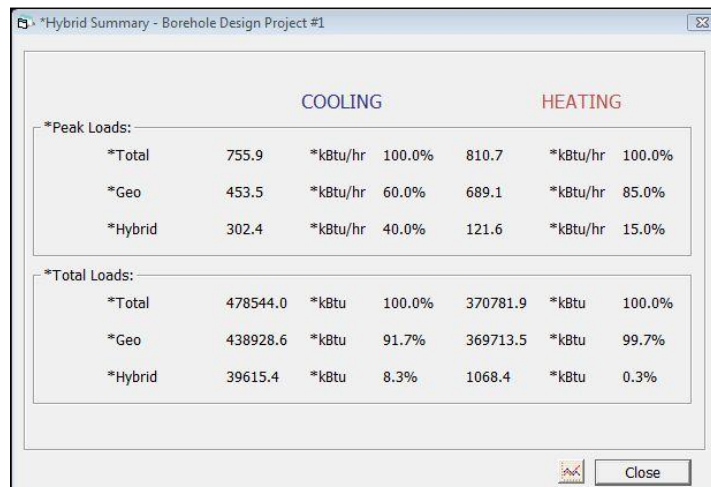 *Hybrid Summary - Borehole Design Project #1
COOLING HEATING
*Peak Loads:
*Total 755.9 *kBtu/hr 100.0% 810.7 *kBtu/hr 100.0%
*Geo 453.5 *kBtu/hr 60.0% 689.1 *kBtu/hr 85.0%
*Hybrid 302.4 *kBtu/hr 40.0% 121.6 *kBtu/hr 15.0%
*Total Loads:
*Total 478544.0 *kBtu 100.0% 370781.9 *kBtu 100.0%
*Geo 438928.6 *kBtu 91.7% 369713.5 *kBtu 99.7%
*Hybrid 39615.4 *kBtu 8.3% 1068.4 *kBtu 0.3%
Close